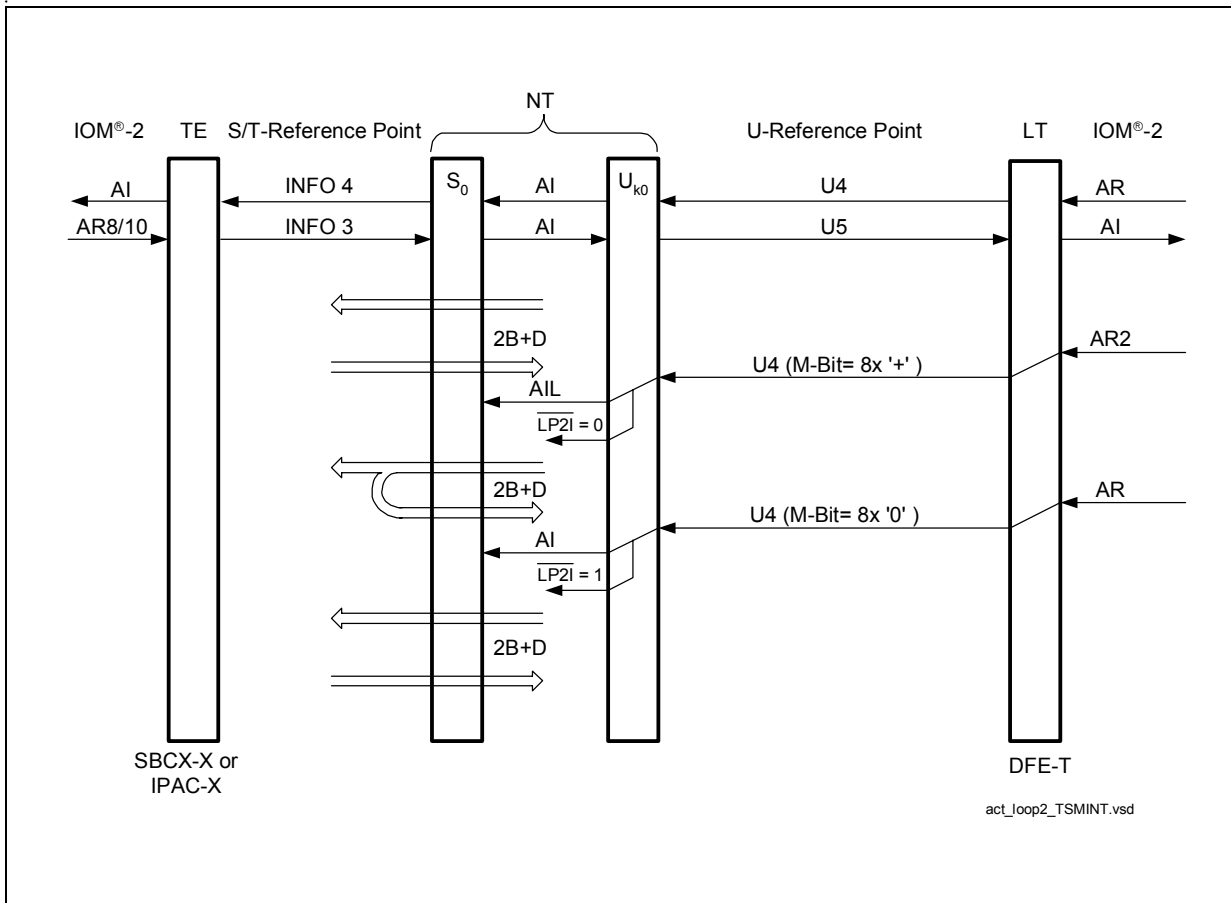 NT
IOM®-2 TE S/T-Reference Point U-Reference Point LT IOM®-2
S0 Uk0
AI INFO 4 AI U4 AR
AR8/10 INFO 3 AI U5 AI
2B+D
AR2
U4 (M-Bit= 8x '+' )
AIL
LP2I = 0
2B+D
AR
U4 (M-Bit= 8x '0' )
AI
LP2I = 1
2B+D
SBCX-X or
IPAC-X
DFE-T
act_loop2_TSMINT.vsd